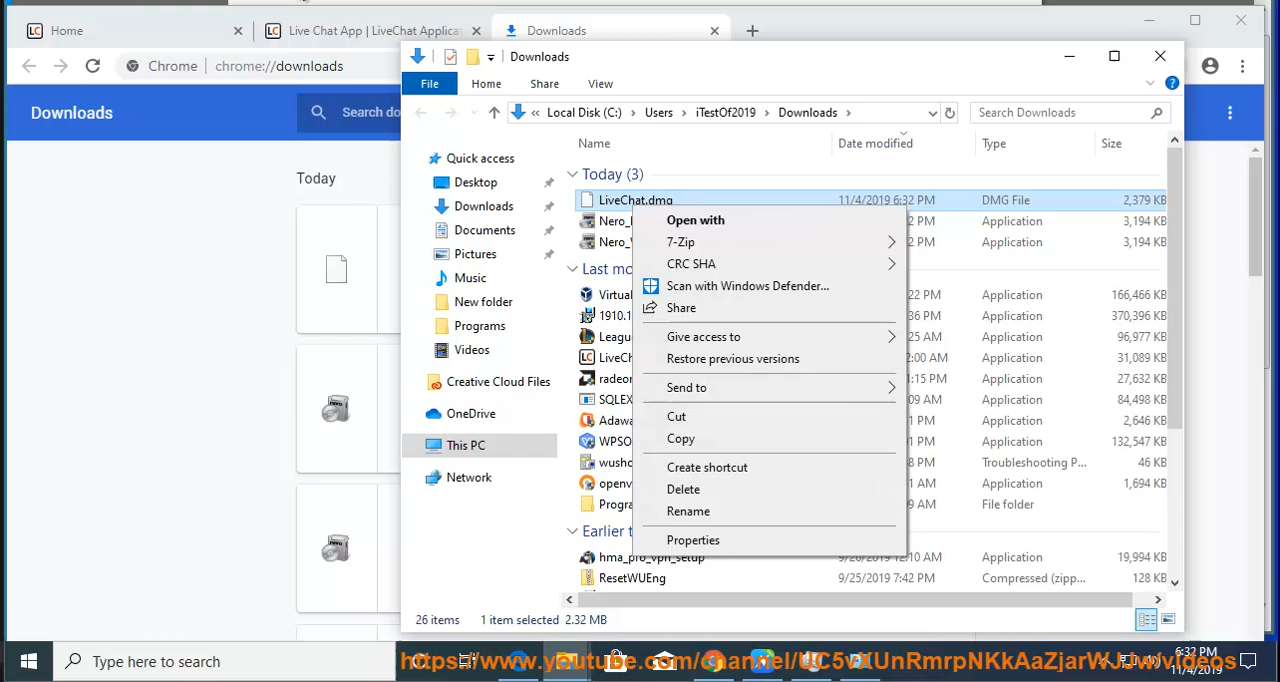 Home
Live Chat App | LiveChat Applica
Downloads
Chrome
chrome://downloads
Downloads
Search do
Today
Downloads
File
Home
Share
View
« Local Disk (C:) > Users > iTestOf2019 > Downloads >
Search Downloads
Name
Date modified
Type
Size
Quick access
Desktop
Downloads
Documents
Pictures
Music
New folder
Programs
Videos
Creative Cloud Files
OneDrive
This PC
Network
Today (3)
LiveChat.dmg 11/4/2019 6:32 PM DMG File 2,379 KB
Nero_ 2 PM Application 3,194 KB
Nero_ 2 PM Application 3,194 KB
Last mo
Virtual :22 PM Application 166,466 KB
1910.1 :36 PM Application 370,396 KB
Leagu :25 AM Application 96,977 KB
LiveCh 2:00 AM Application 31,089 KB
radeor 1:15 PM Application 27,632 KB
SQLEX :09 AM Application 84,498 KB
Adawa PM Application 2,646 KB
WPSO 1 PM Application 132,547 KB
wusho 8 PM Troubleshooting P... 46 KB
openv 1 AM Application 1,694 KB
Progra 9 AM File folder
Earlier t
hma_pro_vpn_setup 9/26/2019 12:10 AM Application 19,994 KB
ResetWUEng 9/25/2019 7:42 PM Compressed (zipp... 128 KB
Open with
7-Zip
CRC SHA
Scan with Windows Defender...
Share
Give access to
Restore previous versions
Send to
Cut
Copy
Create shortcut
Delete
Rename
Properties
26 items
1 item selected 2.32 MB
Type here to search
6:32 PM
11/4/2019